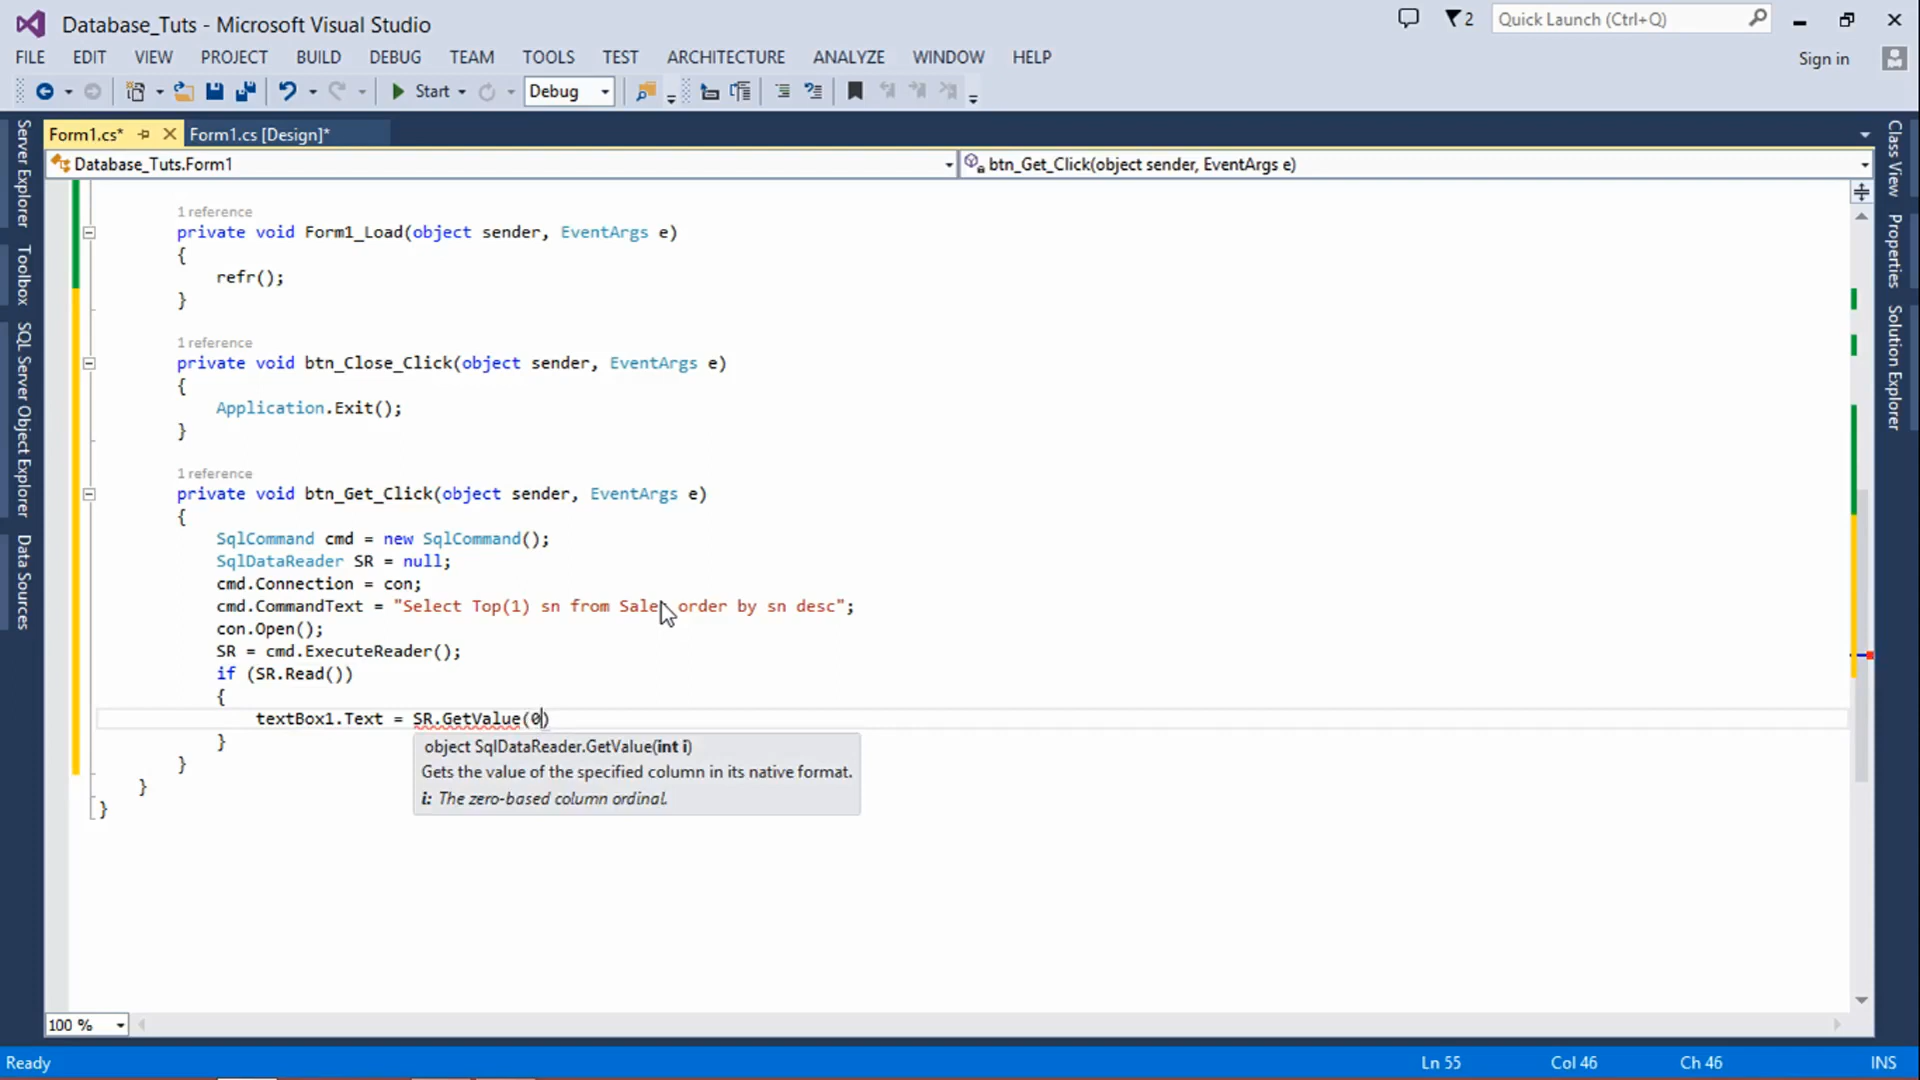 Database_Tuts - Microsoft Visual Studio
2
Quick Launch (Ctrl+Q)
FILE EDIT VIEW PROJECT BUILD DEBUG TEAM TOOLS TEST ARCHITECTURE ANALYZE WINDOW HELP
Sign in
Start
Debug
Form1.cs*
Form1.cs [Design]*
Database_Tuts.Form1
btn_Get_Click(object sender, EventArgs e)
Server Explorer
Toolbox
SQL Server Object Explorer
Data Sources
1 reference
private void Form1_Load(object sender, EventArgs e)
{
refr();
}
1 reference
private void btn_Close_Click(object sender, EventArgs e)
{
Application.Exit();
}
1 reference
private void btn_Get_Click(object sender, EventArgs e)
{
SqlCommand cmd = new SqlCommand();
SqlDataReader SR = null;
cmd.Connection = con;
cmd.CommandText = "Select Top(1) sn from Sale order by sn desc";
con.Open();
SR = cmd.ExecuteReader();
if (SR.Read())
{
textBox1.Text = SR.GetValue(0)
object SqlDataReader.GetValue(int i)
Gets the value of the specified column in its native format.
i: The zero-based column ordinal.
}
}
}
}
Class View
Properties
Solution Explorer
100 %
Ready
Ln 55
Col 46
Ch 46
INS